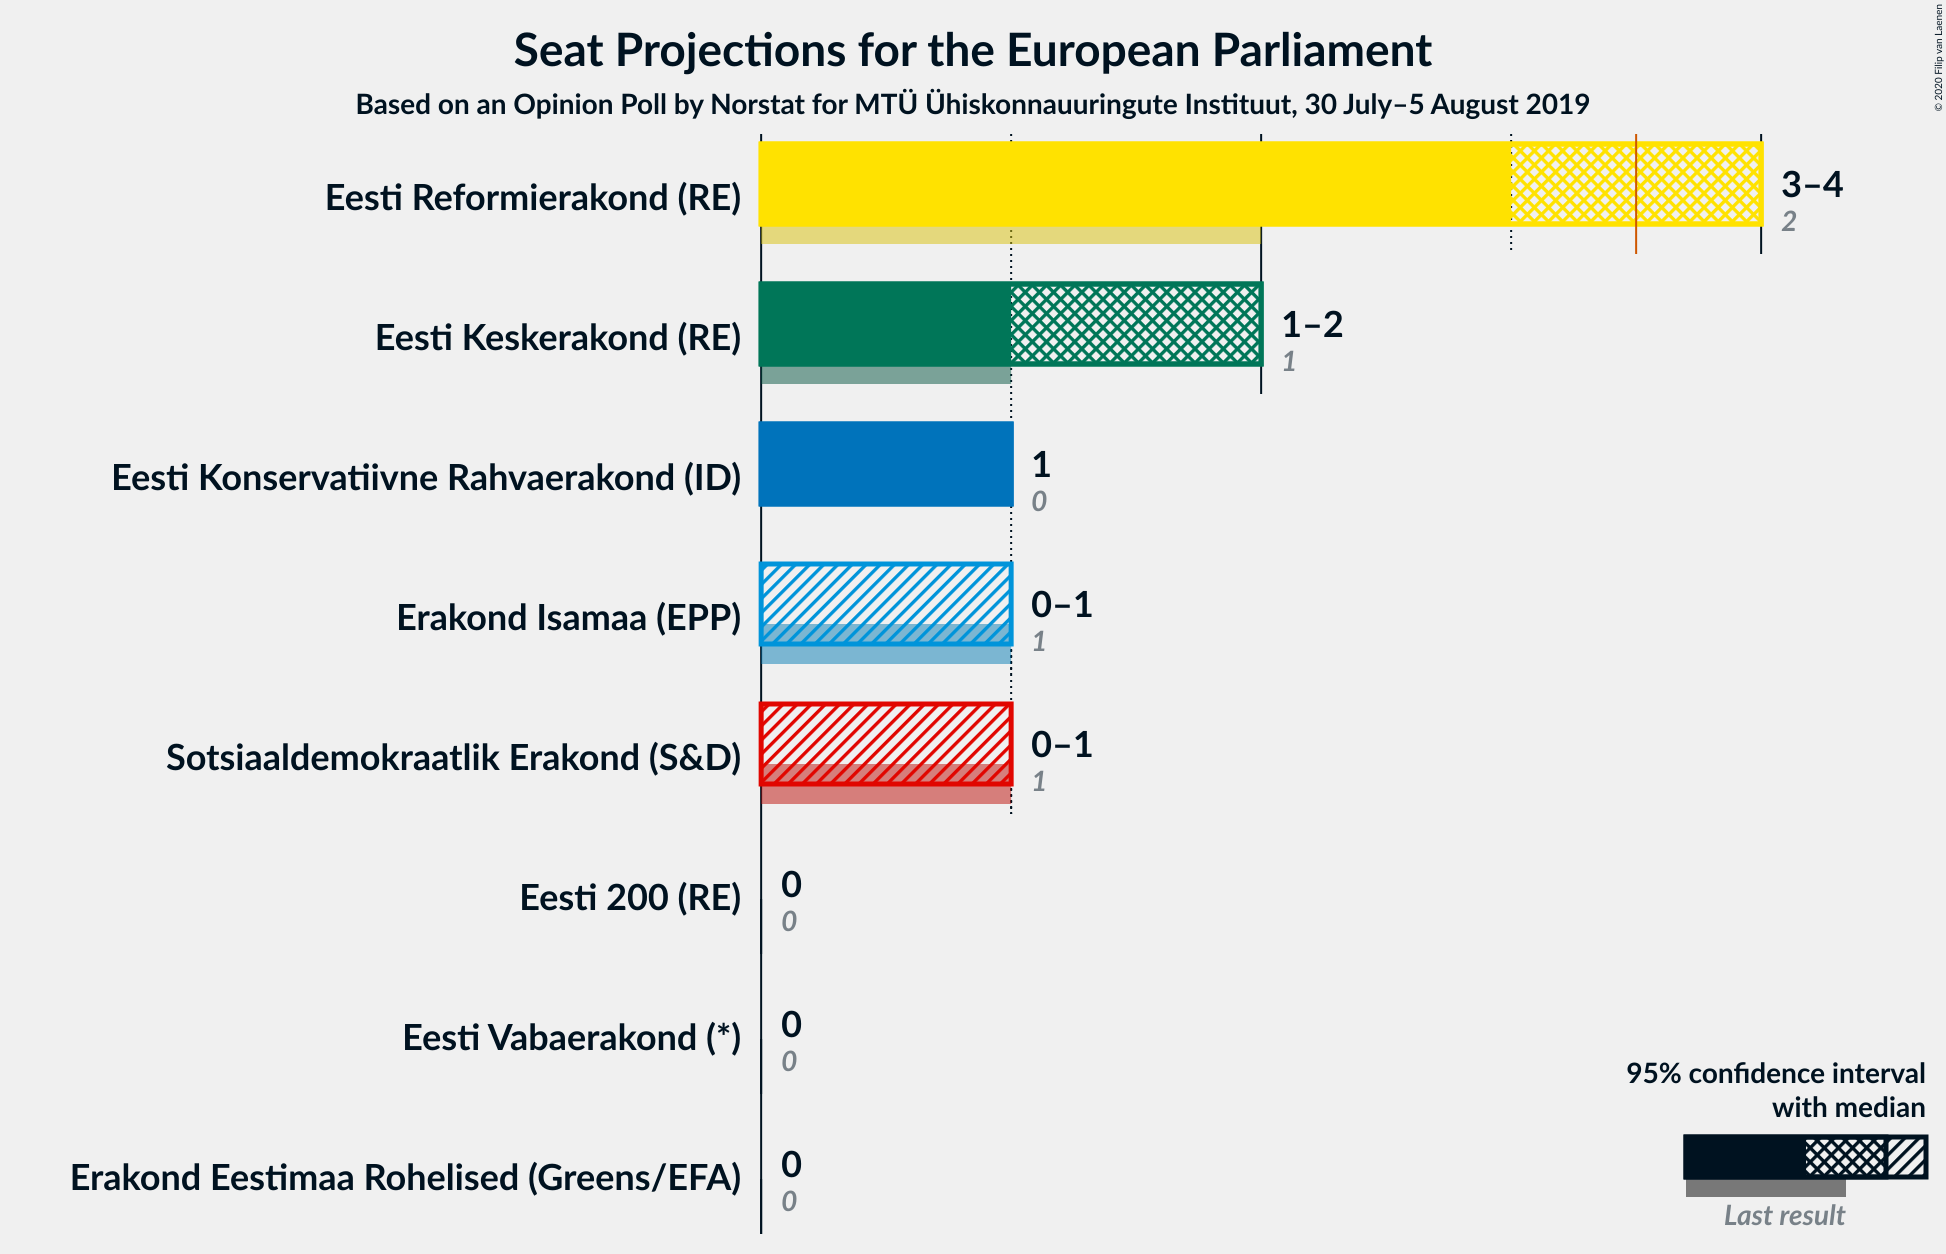 Seat Projections for the European Parliament
Based on an Opinion Poll by Norstat for MTÜ Ühiskonnauuringute Instituut, 30 July–5 August 2019
© 2020 Filip van Laenen
Eesti Reformierakond (RE)
3–4
2
Eesti Keskerakond (RE)
1–2
1
Eesti Konservatiivne Rahvaerakond (ID)
1
0
Erakond Isamaa (EPP)
0–1
1
Sotsiaaldemokraatlik Erakond (S&D)
0–1
1
Eesti 200 (RE)
0
0
Eesti Vabaerakond (*)
0
0
Erakond Eestimaa Rohelised (Greens/EFA)
0
0
95% confidence interval
with median
Last result